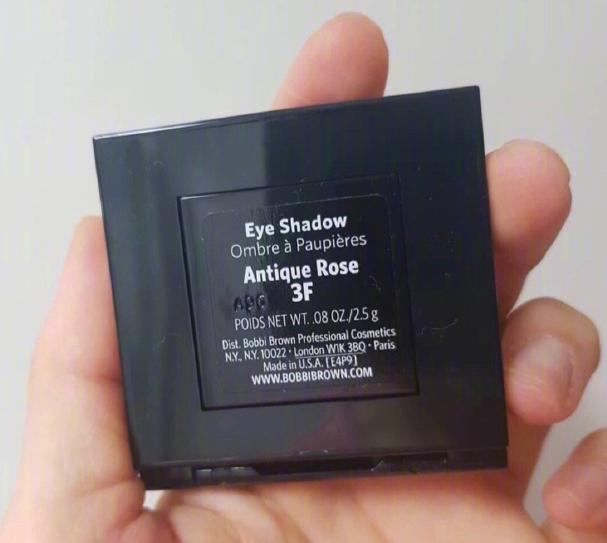 Eye Shadow
Ombre à Paupières
Antique Rose
3F
POIDS NET WT. .08 OZ./2.5 g
Dist. Bobbi Brown Professional Cosmetics
N.Y., N.Y. 10022 • London W1K 3BQ • Paris
Made in U.S.A. [E4P9]
WWW.BOBBIBROWN.COM